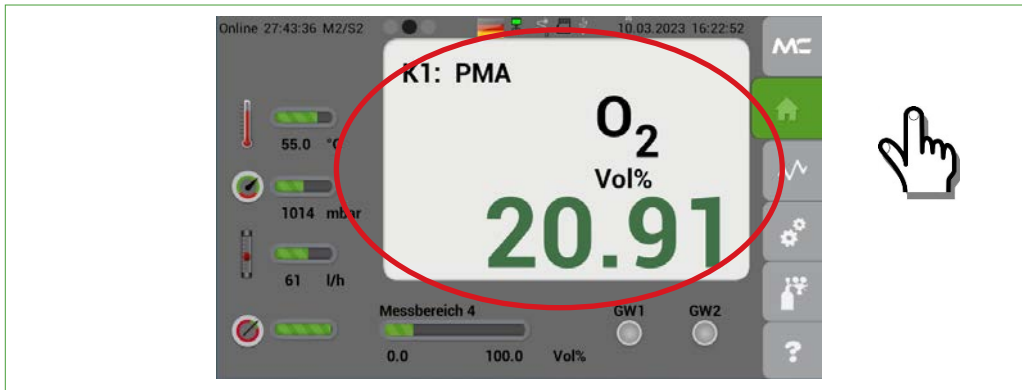 Online 27:43:36 M2/S2
10.03.2023 16:22:52
MC
K1: PMA
O₂
Vol%
20.91
55.0 °C
1014 mbar
61 l/h
Messbereich 4
GW1
GW2
0.0
100.0
Vol%
?